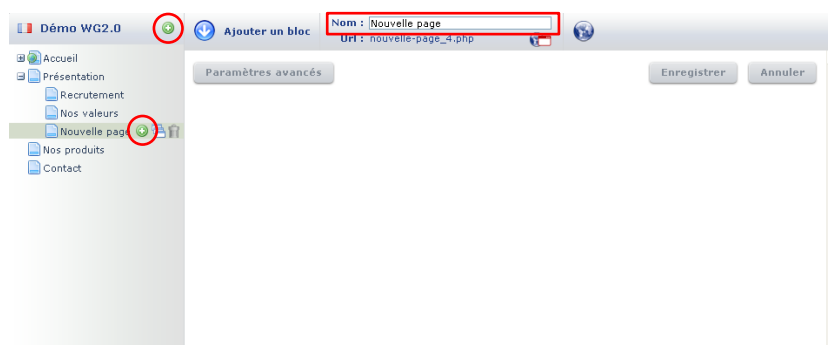 Démo WG2.0
Ajouter un bloc
Nom : Nouvelle page
Url : nouvelle-page_4.php
Accueil
Présentation
Recrutement
Nos valeurs
Nouvelle page
Nos produits
Contact
Paramètres avancés
Enregistrer
Annuler